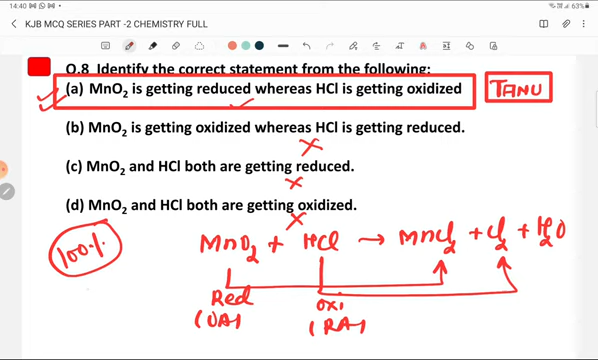 14:40
63%
KJB MCQ SERIES PART -2 CHEMISTRY FULL
Q.8 Identify the correct statement from the following:
(a) MnO₂ is getting reduced whereas HCl is getting oxidized
TANU
(b) MnO₂ is getting oxidized whereas HCl is getting reduced.
(c) MnO₂ and HCl both are getting reduced.
(d) MnO₂ and HCl both are getting oxidized.
100%
MnO₂ + HCl → MnCl₂ + Cl₂ + H₂O
Red oxi
(OA) (RA)